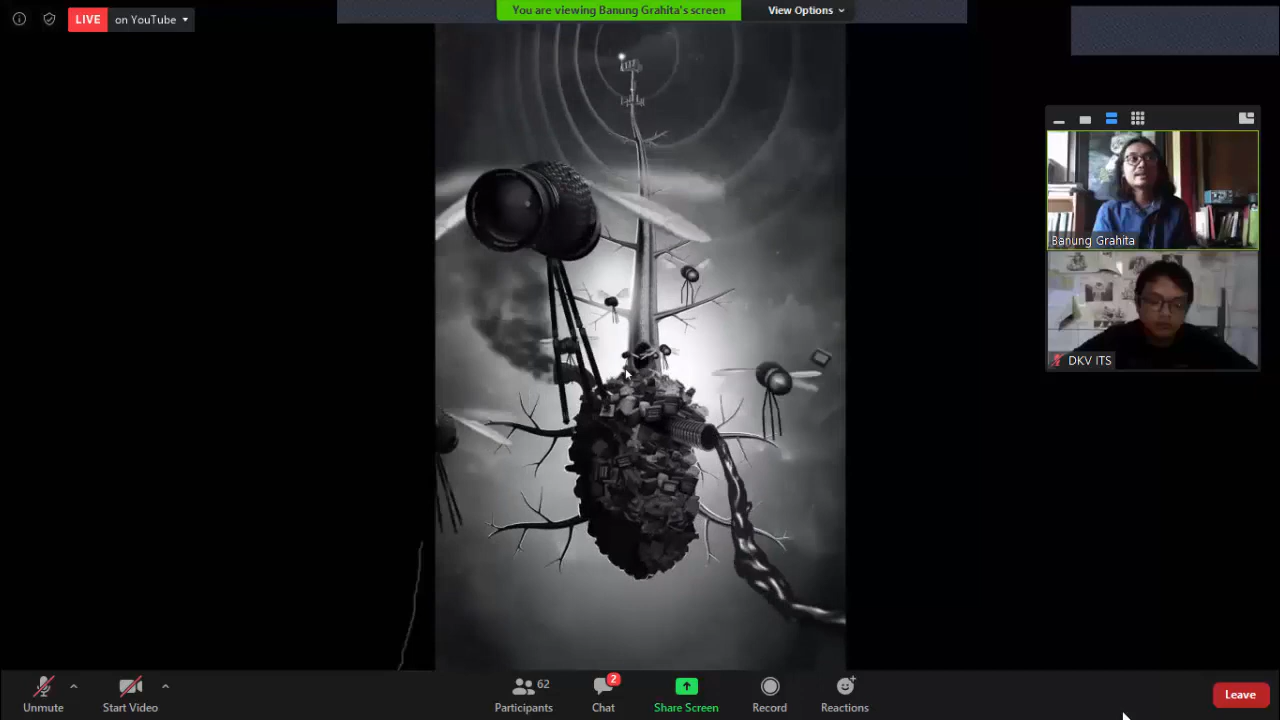 LIVE on YouTube
You are viewing Banung Grahita's screen
View Options
Banung Grahita
DKV ITS
Unmute
Start Video
62
Participants
2
Chat
Share Screen
Record
Reactions
Leave